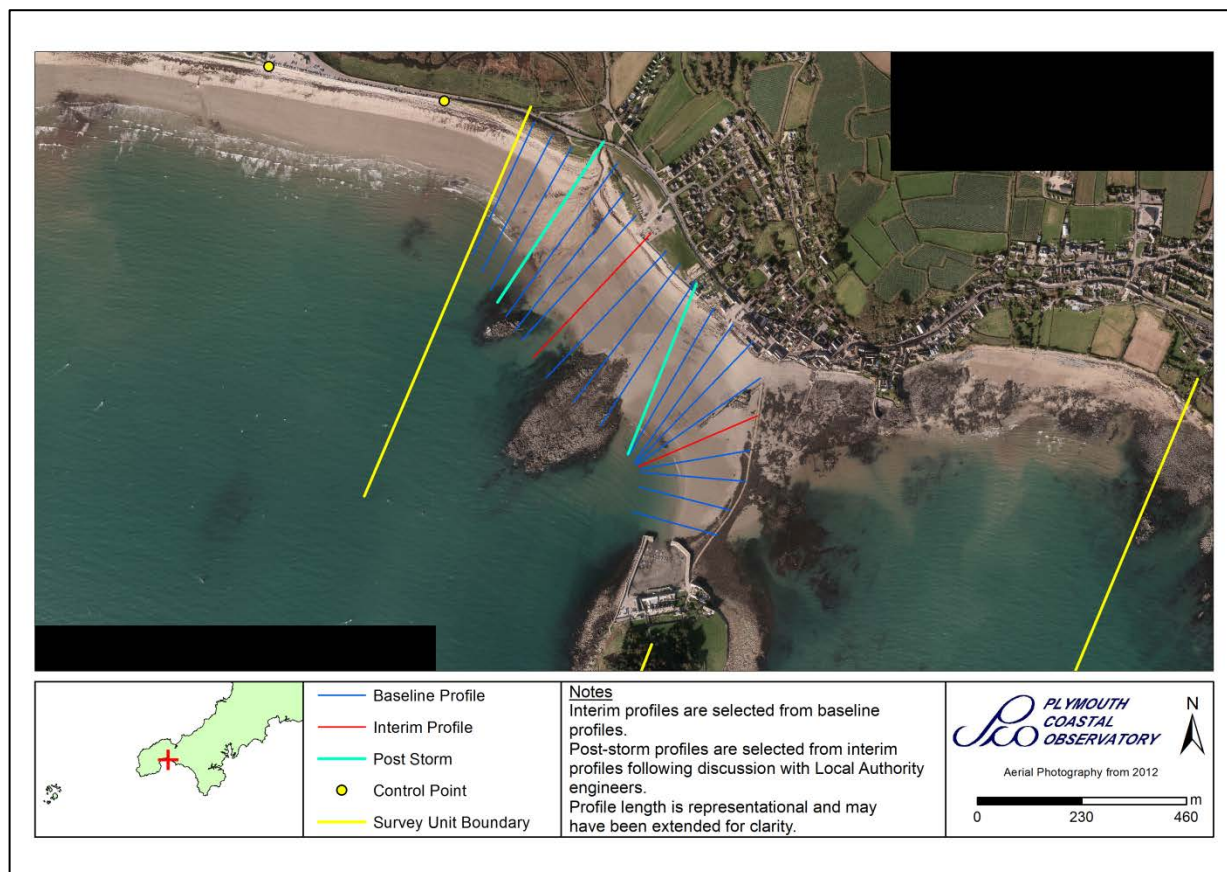 Baseline Profile
Interim Profile
Post Storm
Control Point
Survey Unit Boundary
Notes
Interim profiles are selected from baseline
profiles.
Post-storm profiles are selected from interim
profiles following discussion with Local Authority
engineers.
Profile length is representational and may
have been extended for clarity.
PLYMOUTH
COASTAL
OBSERVATORY
N
Aerial Photography from 2012
m
0 230 460